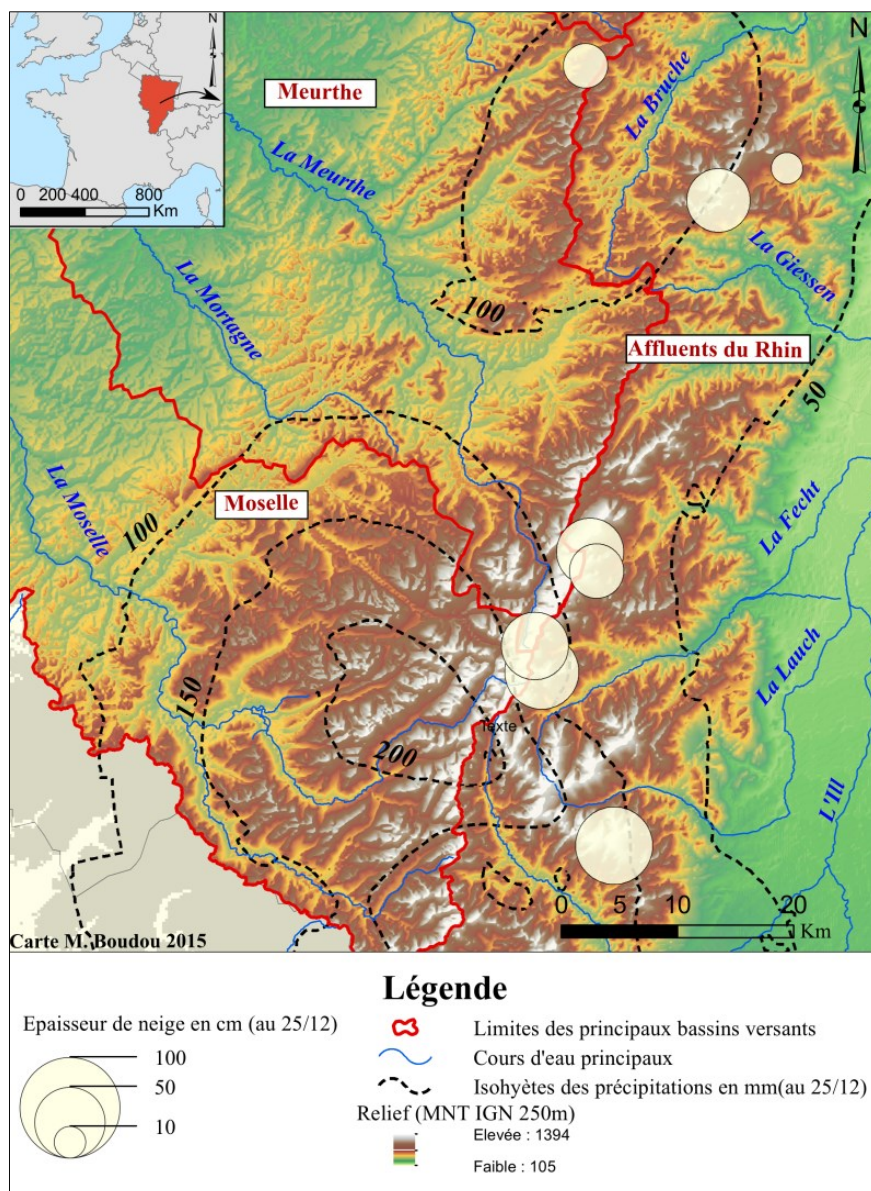 N
0 200 400 800
Km
Meurthe
La Bruche
La Meurthe
La Giessen
La Mortagne
100
Affluents du Rhin
50
La Moselle
Moselle
100
La Fecht
La Lauch
150
Texte
200
L'Ill
0 5 10 20
Km
Carte M. Boudou 2015
Légende
Epaisseur de neige en cm (au 25/12)
100
50
10
Limites des principaux bassins versants
Cours d'eau principaux
Isohyètes des précipitations en mm(au 25/12)
Relief (MNT IGN 250m)
Elevée : 1394
Faible : 105